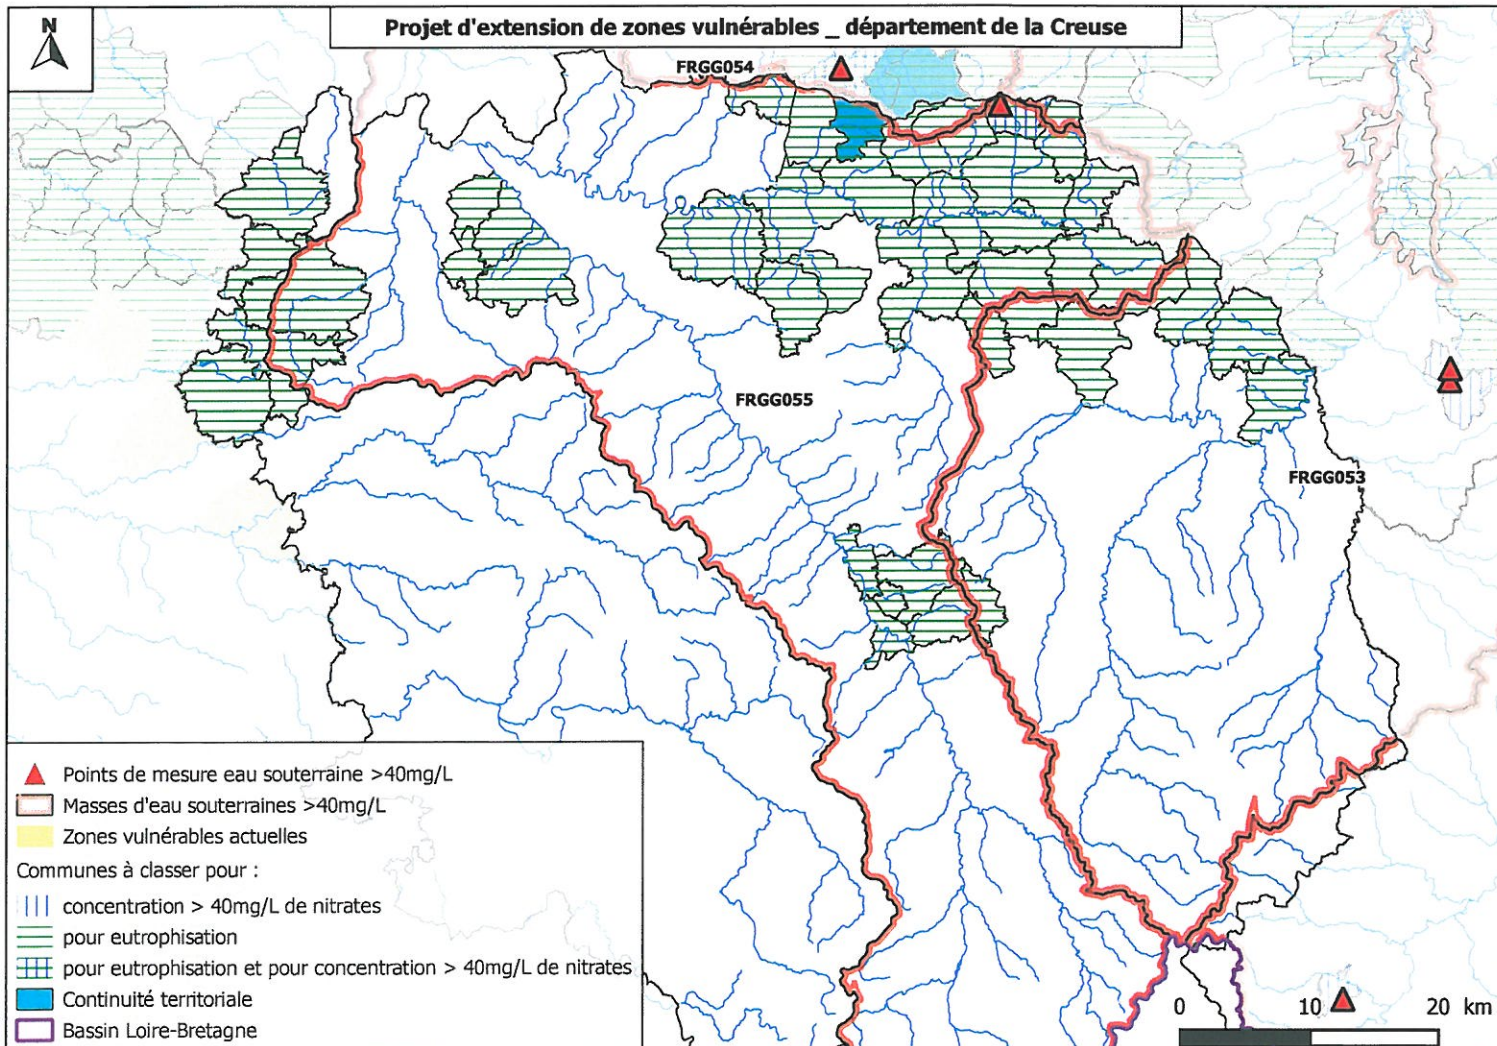 N
Projet d'extension de zones vulnérables _ département de la Creuse
FRGG054
FRGG055
FRGG053
Points de mesure eau souterraine >40mg/L
Masses d'eau souterraines >40mg/L
Zones vulnérables actuelles
Communes à classer pour :
concentration > 40mg/L de nitrates
pour eutrophisation
pour eutrophisation et pour concentration > 40mg/L de nitrates
Continuité territoriale
Bassin Loire-Bretagne
0 10 20 km